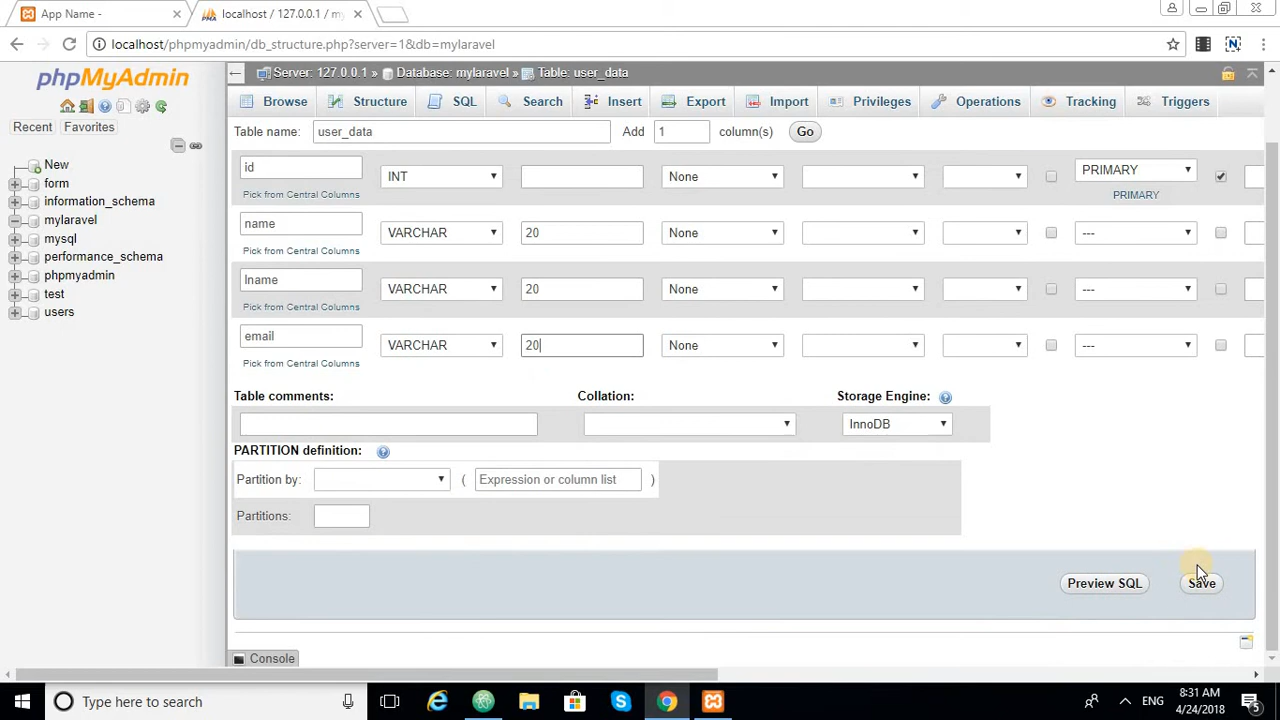 App Name -
localhost / 127.0.0.1 / my
localhost/phpmyadmin/db_structure.php?server=1&db=mylaravel
phpMyAdmin
Recent
Favorites
New
form
information_schema
mylaravel
mysql
performance_schema
phpmyadmin
test
users
Server: 127.0.0.1 » Database: mylaravel » Table: user_data
Browse Structure SQL Search Insert Export Import Privileges Operations Tracking Triggers
Table name: user_data Add 1 column(s) Go
id INT None PRIMARY
Pick from Central Columns PRIMARY
name VARCHAR 20 None ---
Pick from Central Columns
lname VARCHAR 20 None ---
Pick from Central Columns
email VARCHAR 20 None ---
Pick from Central Columns
Table comments: Collation: Storage Engine:
InnoDB
PARTITION definition:
Partition by: ( Expression or column list )
Partitions:
Preview SQL Save
Console
Type here to search
ENG
8:31 AM
4/24/2018
5